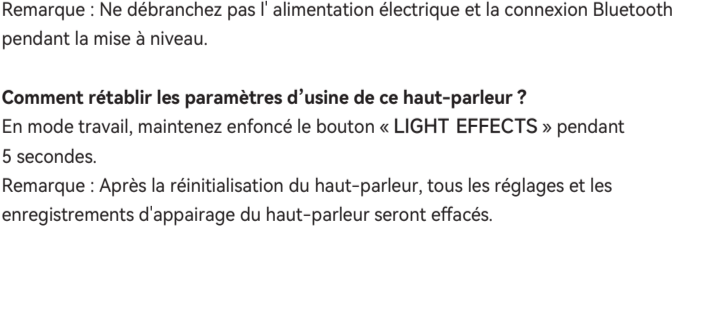 Remarque : Ne débranchez pas l' alimentation électrique et la connexion Bluetooth
pendant la mise à niveau.
Comment rétablir les paramètres d’usine de ce haut-parleur ?
En mode travail, maintenez enfoncé le bouton « LIGHT EFFECTS » pendant
5 secondes.
Remarque : Après la réinitialisation du haut-parleur, tous les réglages et les
enregistrements d'appairage du haut-parleur seront effacés.